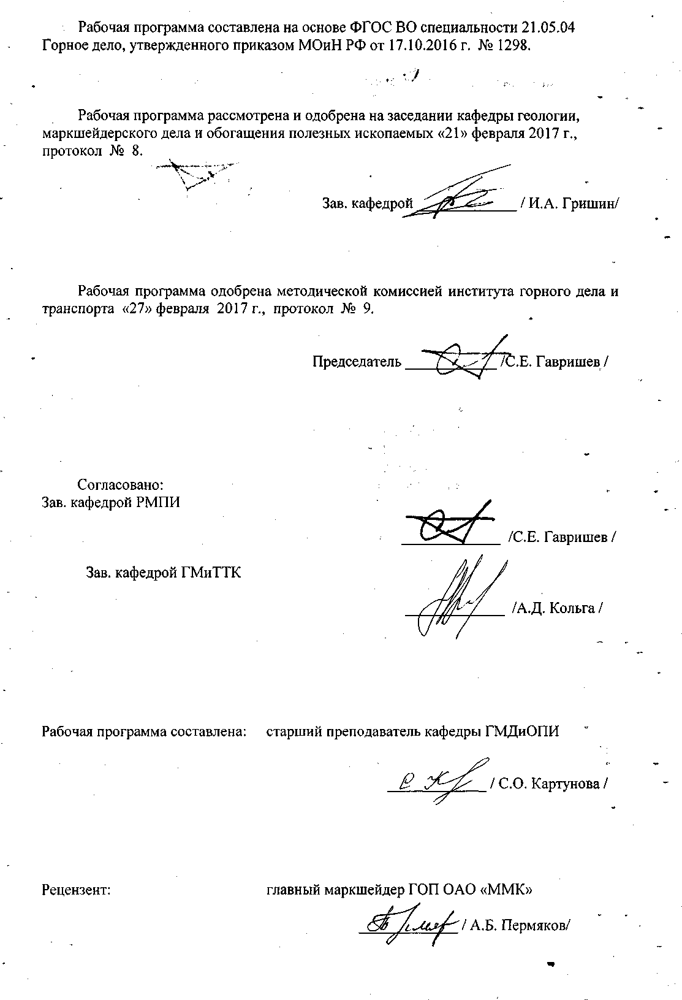 Рабочая программа составлена на основе ФГОС ВО специальности 21.05.04
Горное дело, утвержденного приказом МОиН РФ от 17.10.2016 г. № 1298.
Рабочая программа рассмотрена и одобрена на заседании кафедры геологии,
маркшейдерского дела и обогащения полезных ископаемых «21» февраля 2017 г.,
протокол № 8.
Зав. кафедрой ____________ / И.А. Гришин/
Рабочая программа одобрена методической комиссией института горного дела и
транспорта «27» февраля 2017 г., протокол № 9.
Председатель ____________ /С.Е. Гавришев /
Согласовано:
Зав. кафедрой РМПИ
____________ /С.Е. Гавришев /
Зав. кафедрой ГМиТТК
____________ /А.Д. Кольга /
Рабочая программа составлена: старший преподаватель кафедры ГМДиОПИ
____________ / С.О. Картунова /
Рецензент: главный маркшейдер ГОП ОАО «ММК»
____________ / А.Б. Пермяков/